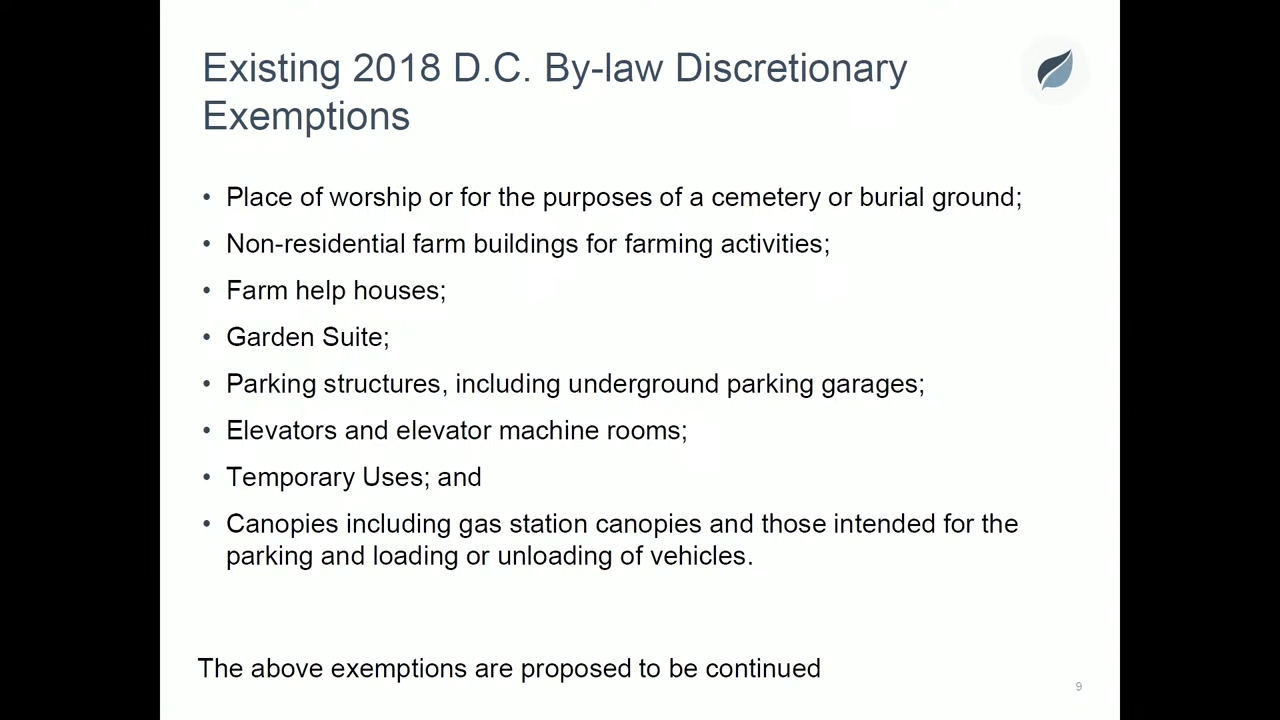 Existing 2018 D.C. By-law Discretionary
Exemptions
• Place of worship or for the purposes of a cemetery or burial ground;
• Non-residential farm buildings for farming activities;
• Farm help houses;
• Garden Suite;
• Parking structures, including underground parking garages;
• Elevators and elevator machine rooms;
• Temporary Uses; and
• Canopies including gas station canopies and those intended for the
parking and loading or unloading of vehicles.
The above exemptions are proposed to be continued
9